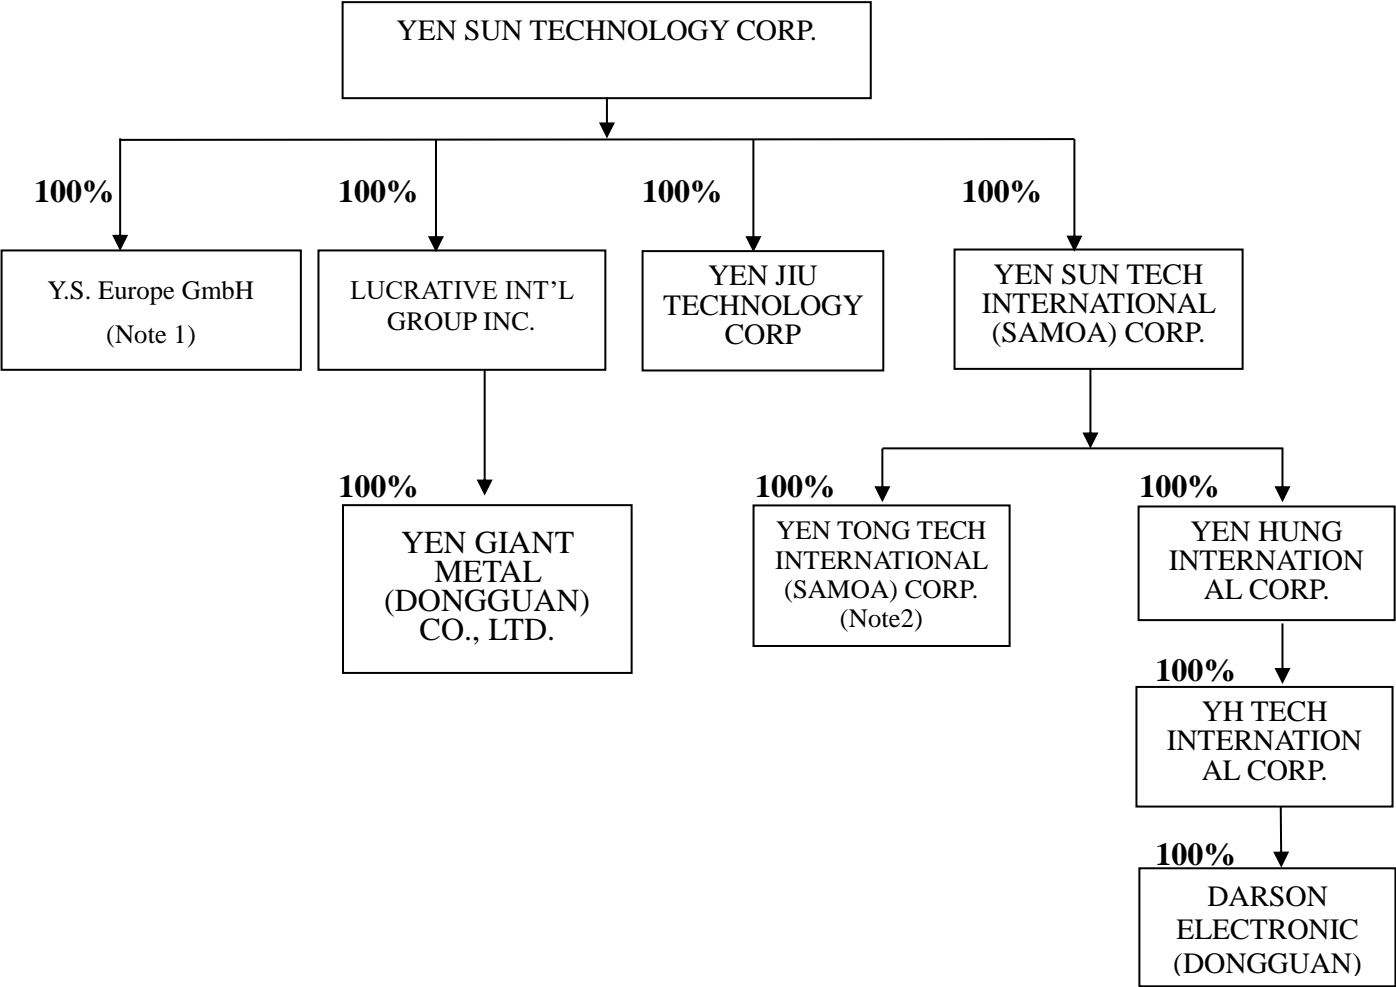 YEN SUN TECHNOLOGY CORP.
100%
100%
100%
100%
Y.S. Europe GmbH
(Note 1)
LUCRATIVE INT’L
GROUP INC.
YEN JIU
TECHNOLOGY
CORP
YEN SUN TECH
INTERNATIONAL
(SAMOA) CORP.
100%
YEN GIANT
METAL
(DONGGUAN)
CO., LTD.
100%
YEN TONG TECH
INTERNATIONAL
(SAMOA) CORP.
(Note2)
100%
YEN HUNG
INTERNATION
AL CORP.
100%
YH TECH
INTERNATION
AL CORP.
100%
DARSON
ELECTRONIC
(DONGGUAN)